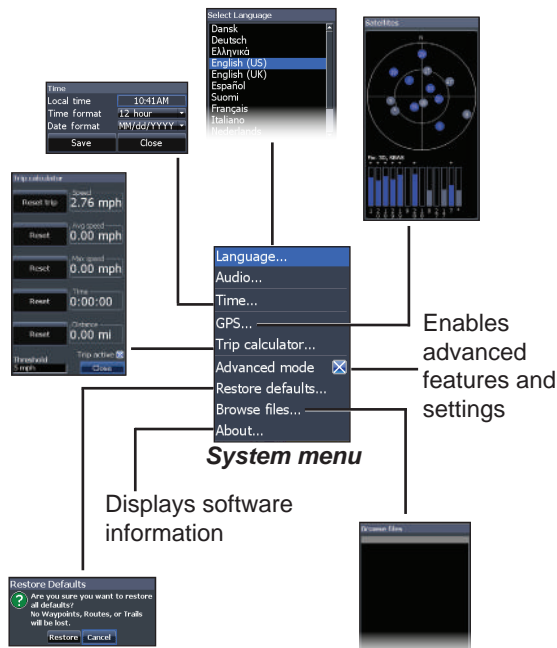 Select Language
Dansk
Deutsch
Ελληνικά
English (US)
English (UK)
Español
Suomi
Français
Italiano
Nederlands
Time
Local time 10:41AM
Time format 12 hour
Date format MM/dd/YYYY
Save Close
Satellites
N
Trip calculator
Speed
Reset trip 2.76 mph
Avg speed
Reset 0.00 mph
Max speed
Reset 0.00 mph
Time
Reset 0:00:00
Distance
Reset 0.00 mi
Threshold Trip active
5 mph Close
Language...
Audio...
Time...
GPS...
Trip calculator...
Advanced mode
Restore defaults...
Browse files...
About...
System menu
Enables
advanced
features and
settings
Displays software
information
Restore Defaults
Are you sure you want to restore
all defaults?
No Waypoints, Routes, or Trails
will be lost.
Restore Cancel
Browse files